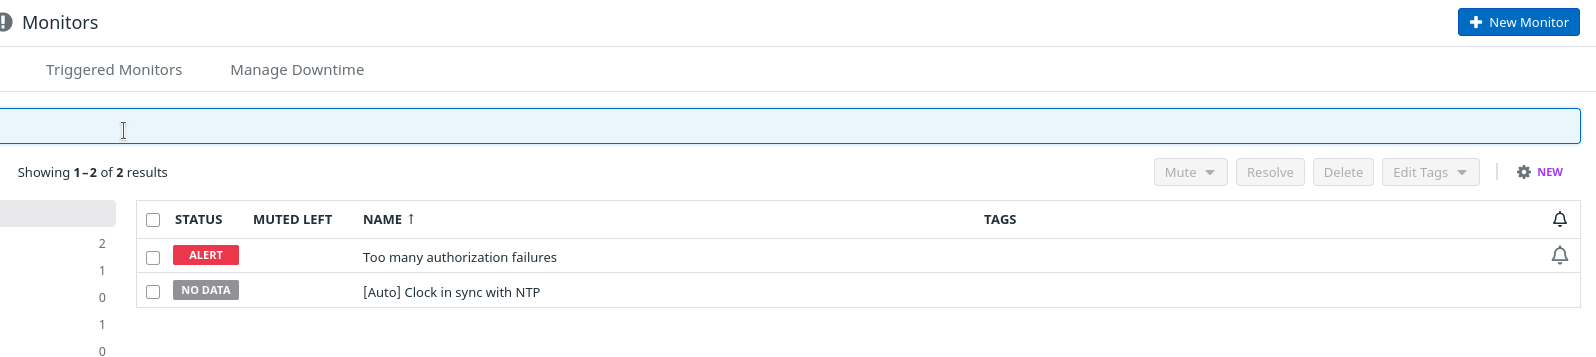 Monitors
New Monitor
Triggered Monitors Manage Downtime
Showing 1–2 of 2 results Mute Resolve Delete Edit Tags NEW
STATUS MUTED LEFT NAME ↑ TAGS
2
ALERT Too many authorization failures
1
NO DATA [Auto] Clock in sync with NTP
0
1
0